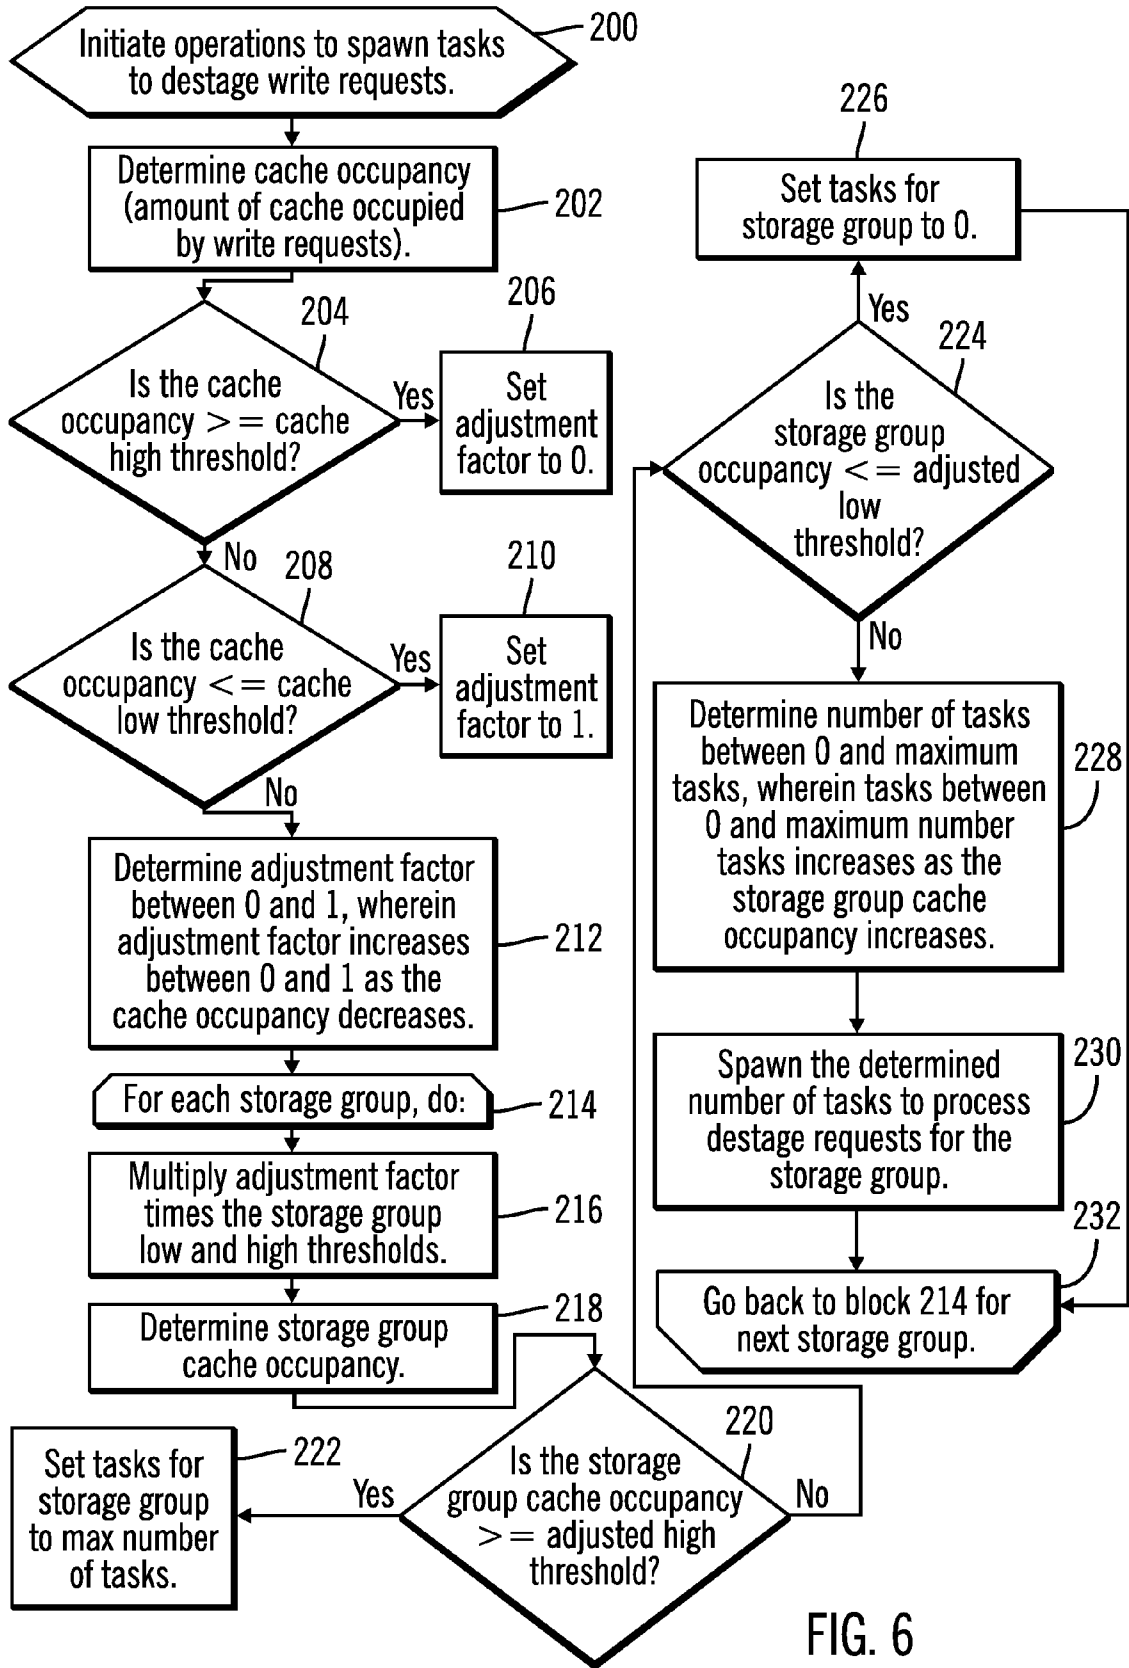 Initiate operations to spawn tasks
to destage write requests.
200
Determine cache occupancy
(amount of cache occupied
by write requests).
202
Is the cache
occupancy >= cache
high threshold?
204
Yes
Set
adjustment
factor to 0.
206
No
Is the cache
occupancy <= cache
low threshold?
208
Yes
Set
adjustment
factor to 1.
210
No
Determine adjustment factor
between 0 and 1, wherein
adjustment factor increases
between 0 and 1 as the
cache occupancy decreases.
212
For each storage group, do:
214
Multiply adjustment factor
times the storage group
low and high thresholds.
216
Determine storage group
cache occupancy.
218
Is the storage
group cache occupancy
>= adjusted high
threshold?
220
Yes
Set tasks for
storage group
to max number
of tasks.
222
No
Is the
storage group
occupancy <= adjusted
low
threshold?
224
Yes
Set tasks for
storage group to 0.
226
No
Determine number of tasks
between 0 and maximum
tasks, wherein tasks between
0 and maximum number
tasks increases as the
storage group cache
occupancy increases.
228
Spawn the determined
number of tasks to process
destage requests for the
storage group.
230
Go back to block 214 for
next storage group.
232
FIG. 6